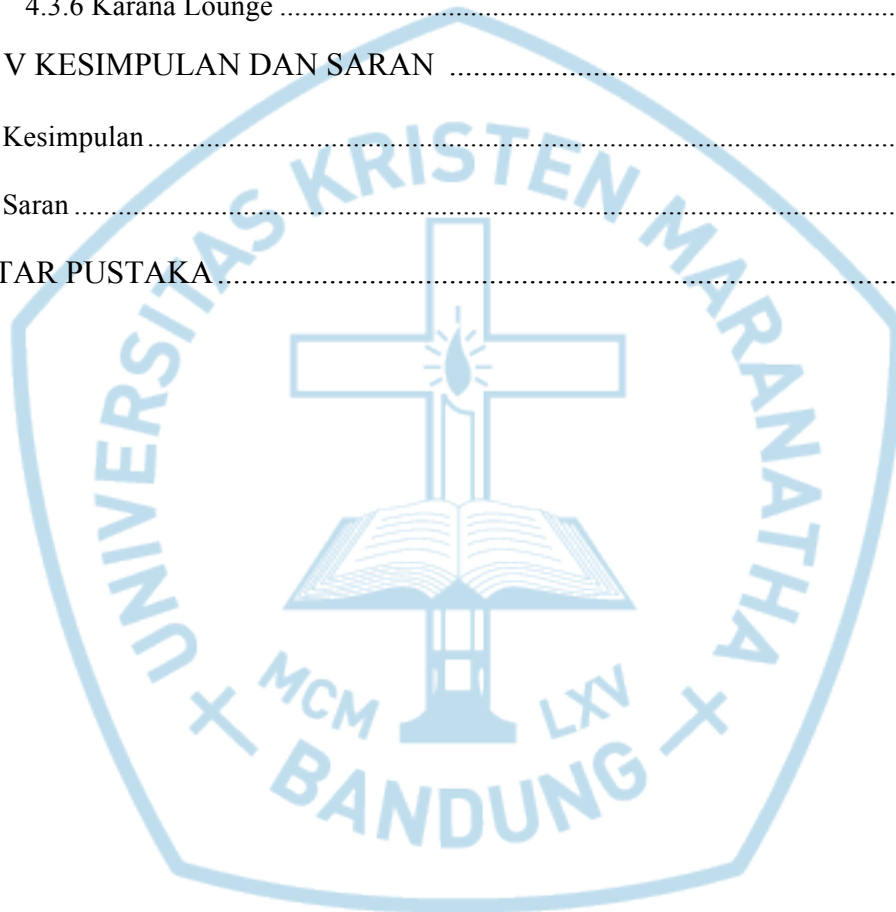 4.3.6 Karana Lounge ................................................................................
V KESIMPULAN DAN SARAN ................................................................
Kesimpulan ................................................................................
Saran ................................................................................
TAR PUSTAKA ................................................................................
UNIVERSITAS KRISTEN MARANATHA
MCM LXV
BANDUNG